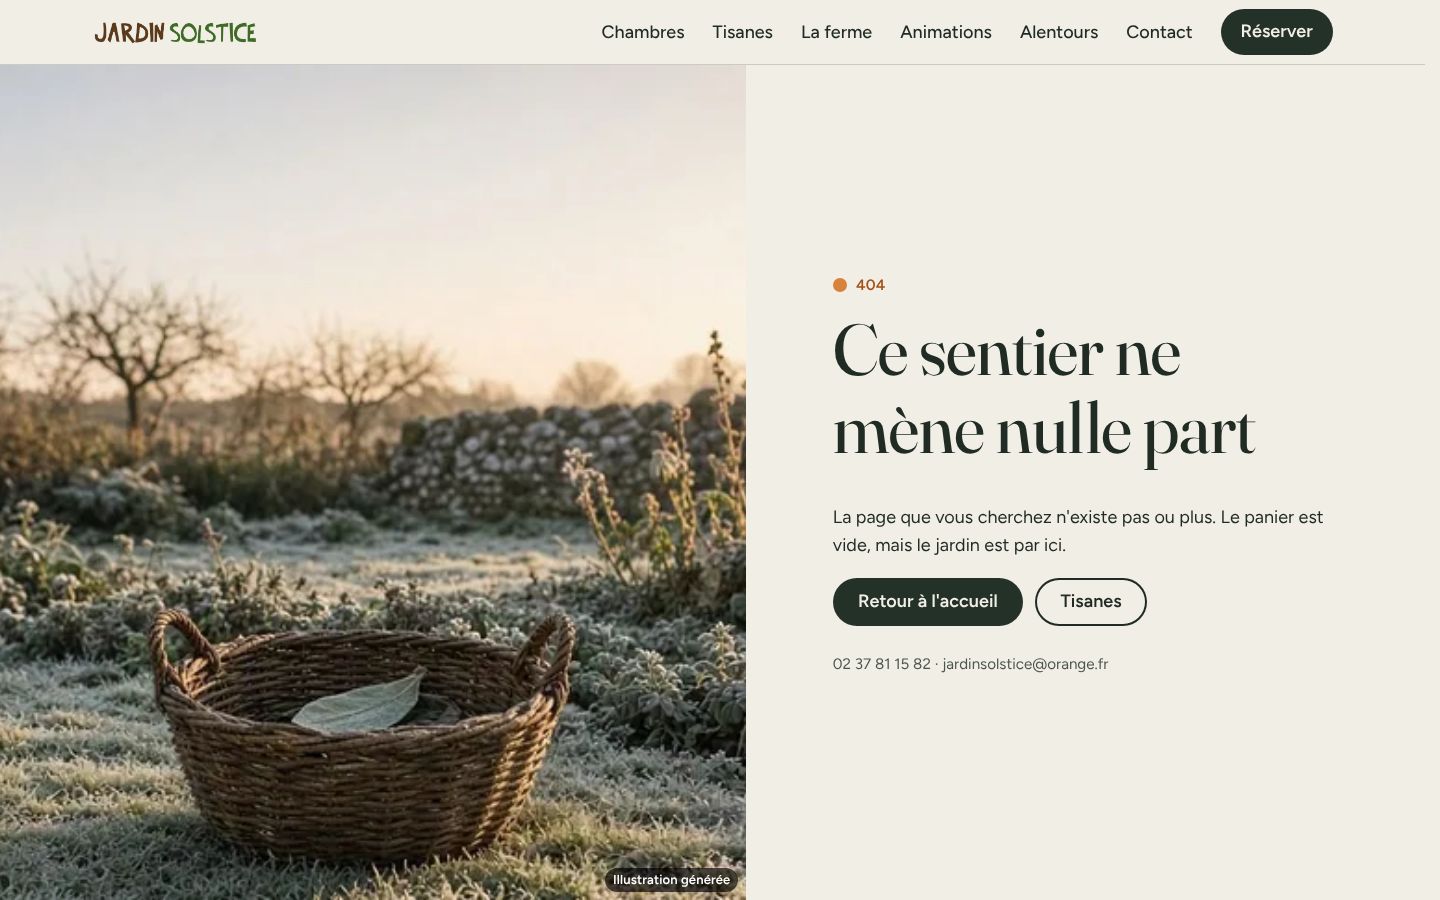 JARDIN SOLSTICE
Chambres
Tisanes
La ferme
Animations
Alentours
Contact
Réserver
404
Ce sentier ne
mène nulle part
La page que vous cherchez n'existe pas ou plus. Le panier est
vide, mais le jardin est par ici.
Retour à l'accueil
Tisanes
02 37 81 15 82 · jardinsolstice@orange.fr
Illustration générée